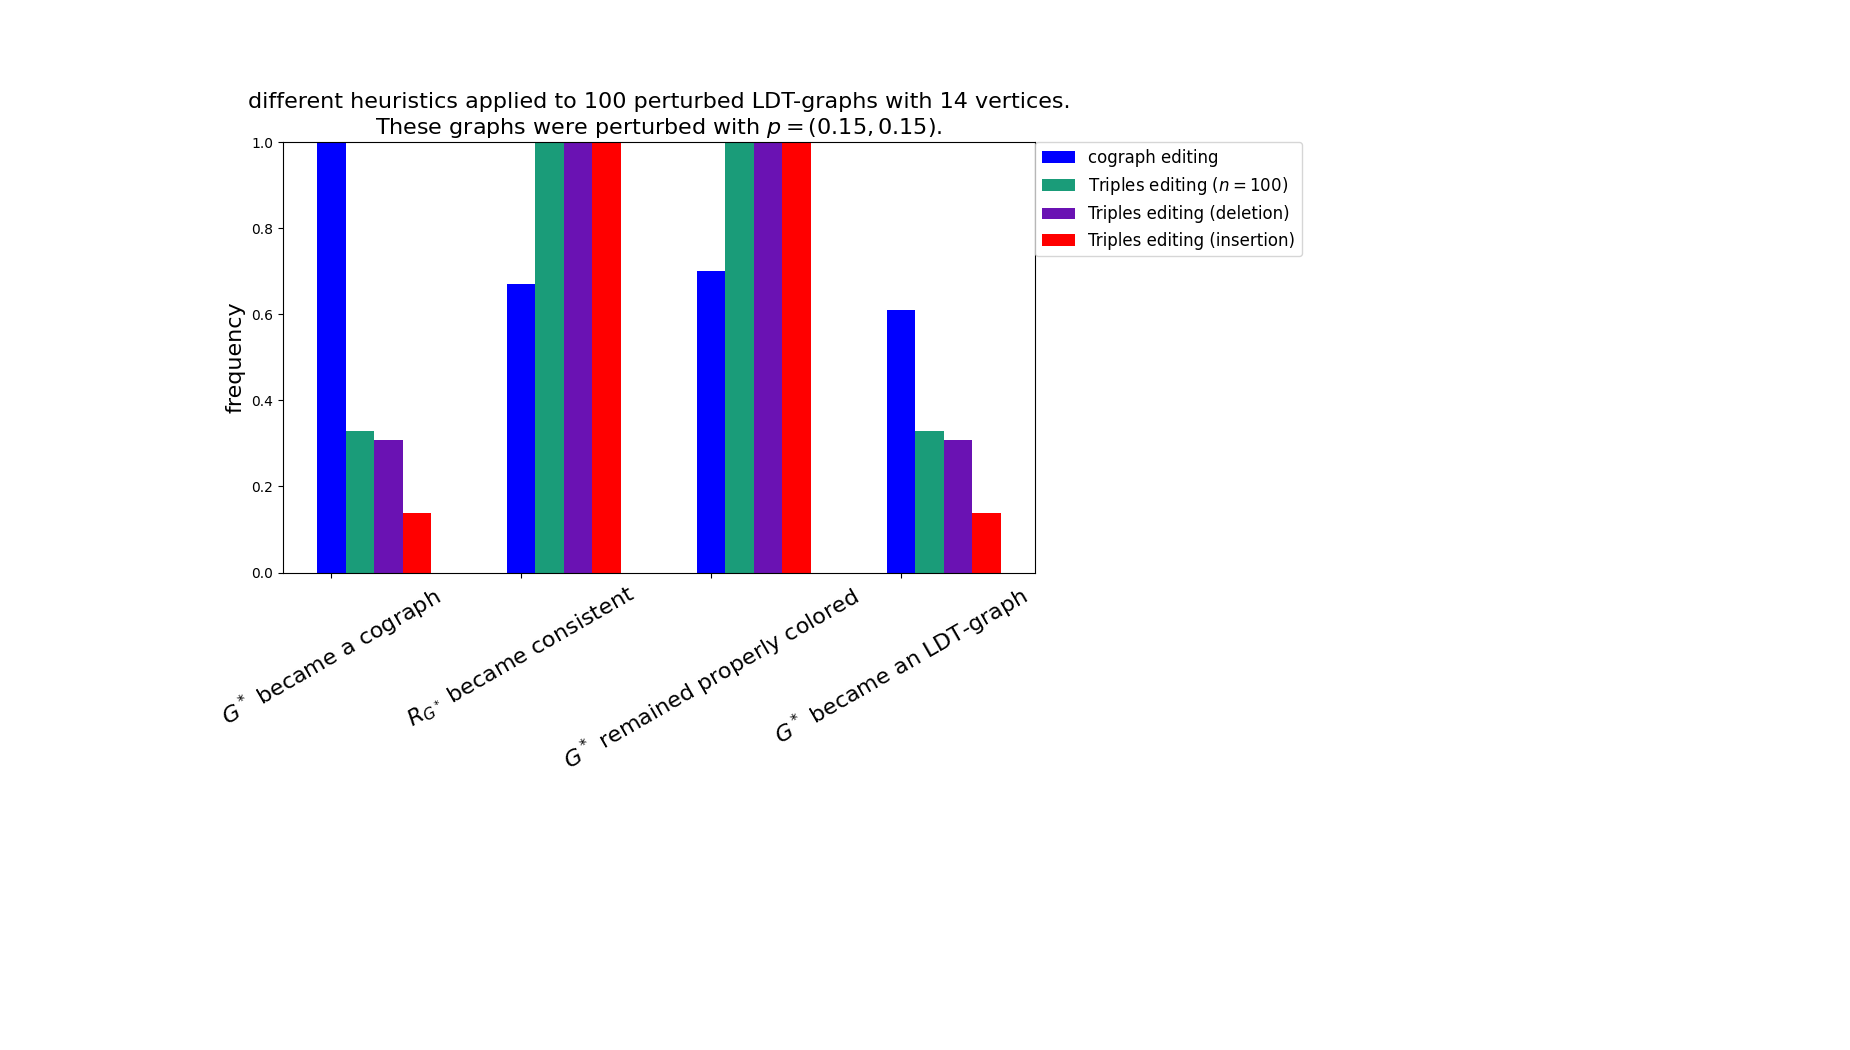 different heuristics applied to 100 perturbed LDT-graphs with 14 vertices.
These graphs were perturbed with p = (0.15, 0.15).
1.0
0.8
0.6
0.4
0.2
0.0
frequency
cograph editing
Triples editing (n = 100)
Triples editing (deletion)
Triples editing (insertion)
G* became a cograph
R_{G*} became consistent
G* remained properly colored
G* became an LDT-graph